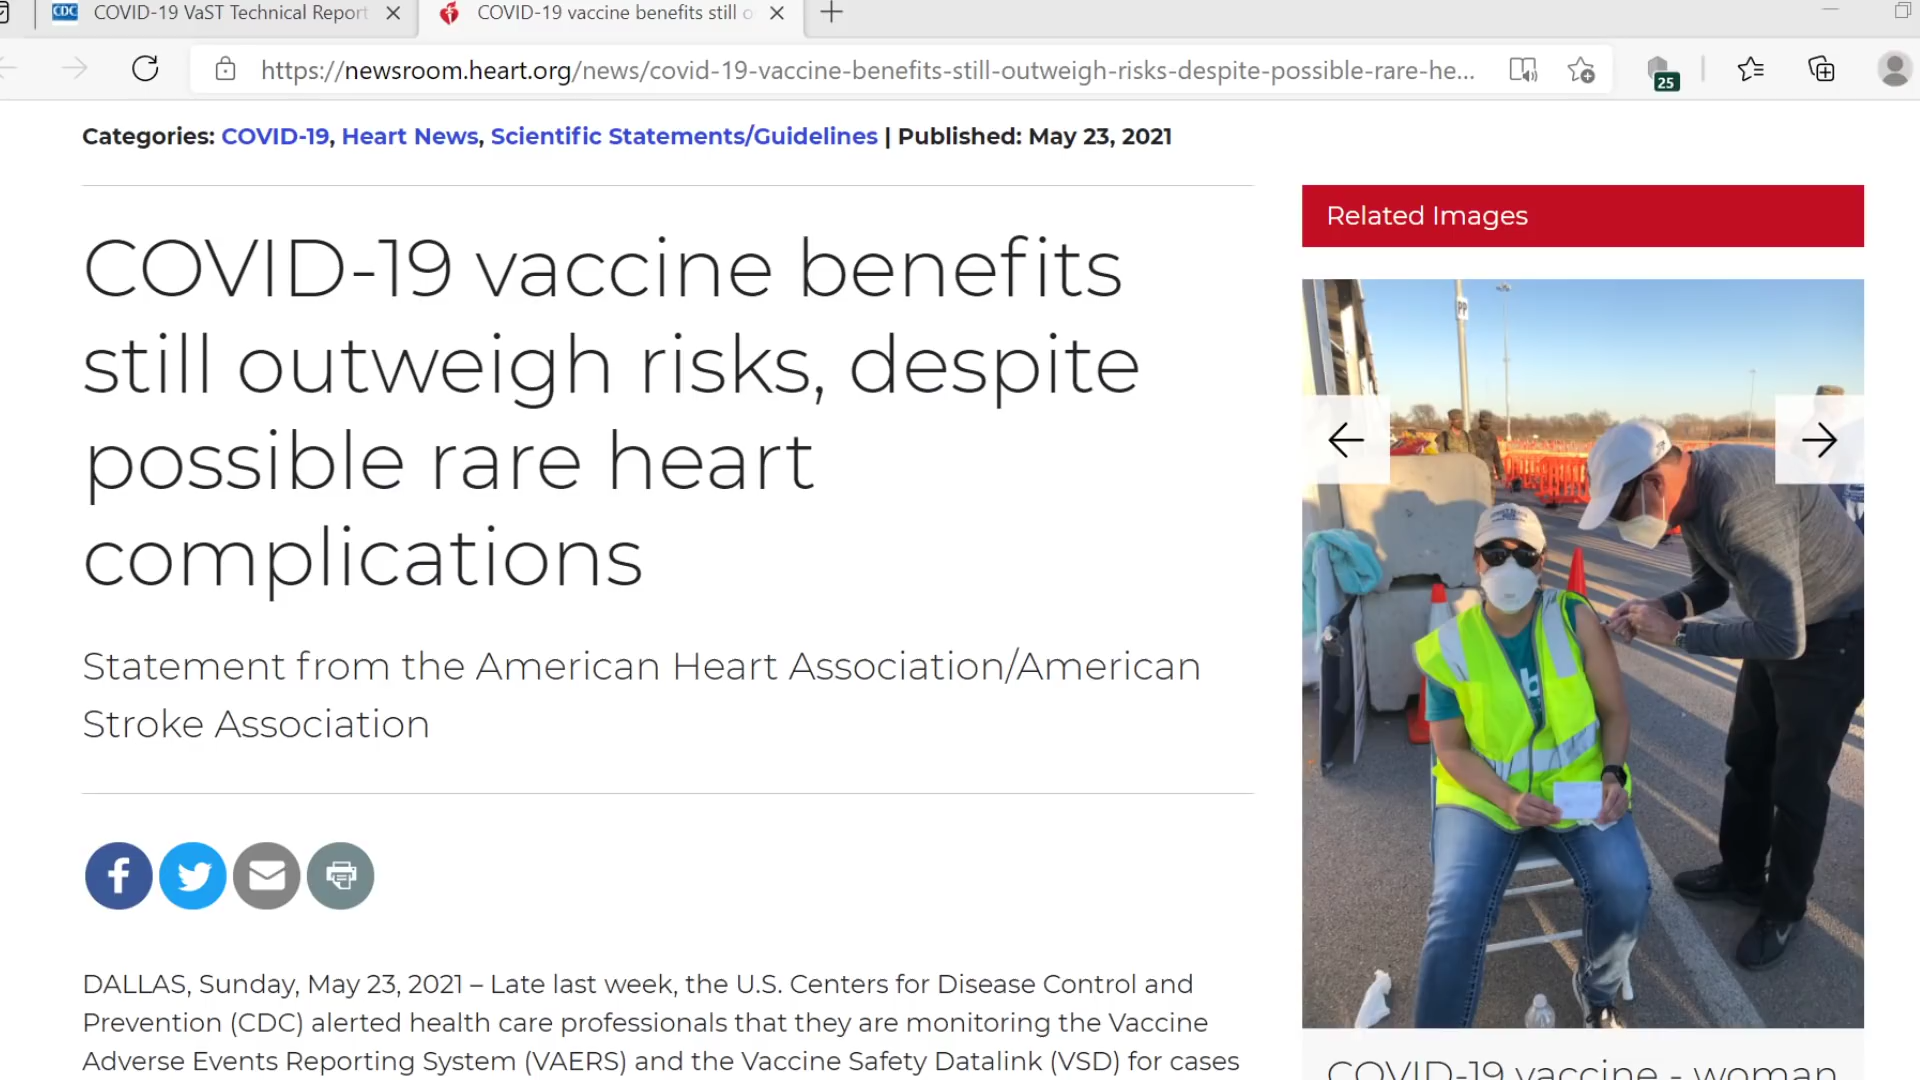 CDC COVID-19 VaST Technical Report
COVID-19 vaccine benefits still o
https://newsroom.heart.org/news/covid-19-vaccine-benefits-still-outweigh-risks-despite-possible-rare-he...
25
Categories: COVID-19, Heart News, Scientific Statements/Guidelines | Published: May 23, 2021
COVID-19 vaccine benefits
still outweigh risks, despite
possible rare heart
complications
Statement from the American Heart Association/American
Stroke Association
DALLAS, Sunday, May 23, 2021 – Late last week, the U.S. Centers for Disease Control and
Prevention (CDC) alerted health care professionals that they are monitoring the Vaccine
Adverse Events Reporting System (VAERS) and the Vaccine Safety Datalink (VSD) for cases
Related Images
PP
b
COVID-19 vaccine - woman